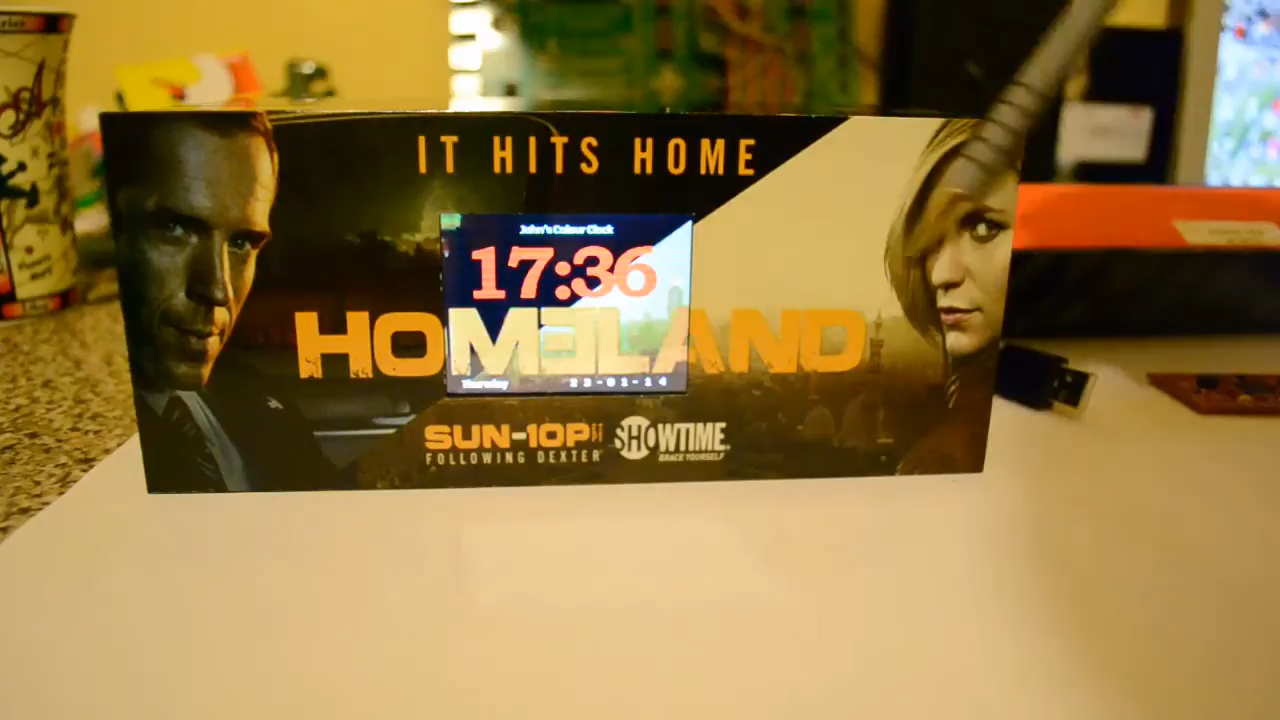 IT HITS HOME
John's Colour Clock
17:36
HOMELAND
Thursday 23-01-14
SUN-10P
SHOWTIME
FOLLOWING DEXTER
BRACE YOURSELF